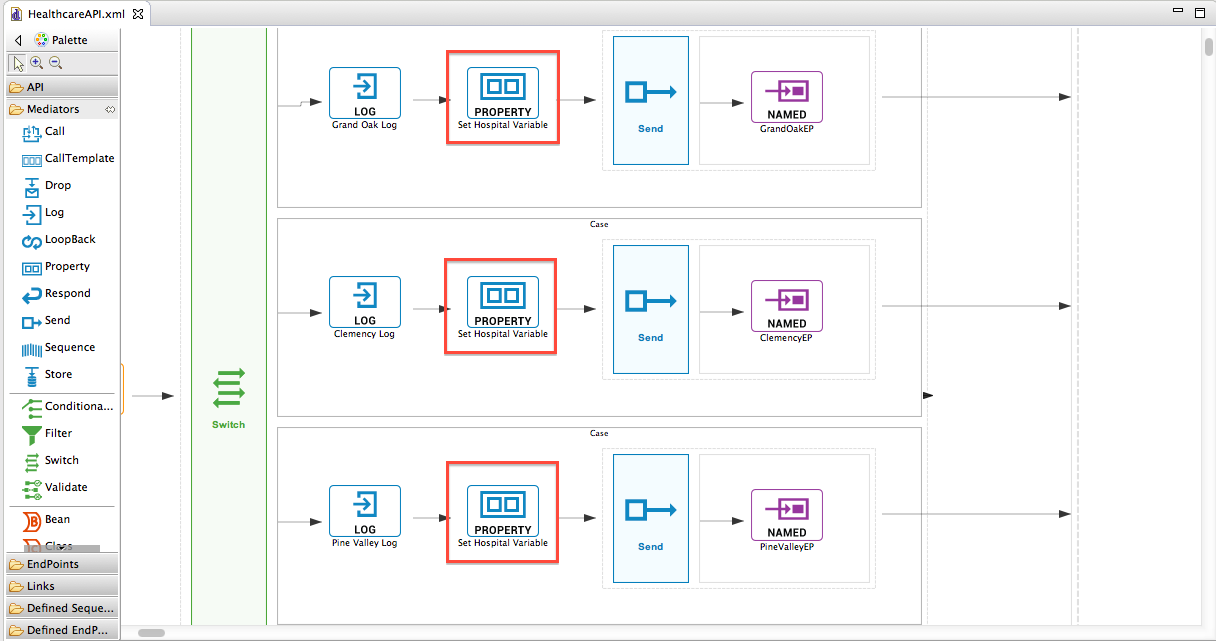 HealthcareAPI.xml
Palette
API
Mediators
Call
CallTemplate
Drop
Log
LoopBack
Property
Respond
Send
Sequence
Store
Conditiona...
Filter
Switch
Validate
Bean
Class
EndPoints
Links
Defined Seque...
Defined EndP...
Switch
LOG
Grand Oak Log
PROPERTY
Set Hospital Variable
Send
NAMED
GrandOakEP
Case
LOG
Clemency Log
PROPERTY
Set Hospital Variable
Send
NAMED
ClemencyEP
Case
LOG
Pine Valley Log
PROPERTY
Set Hospital Variable
Send
NAMED
PineValleyEP